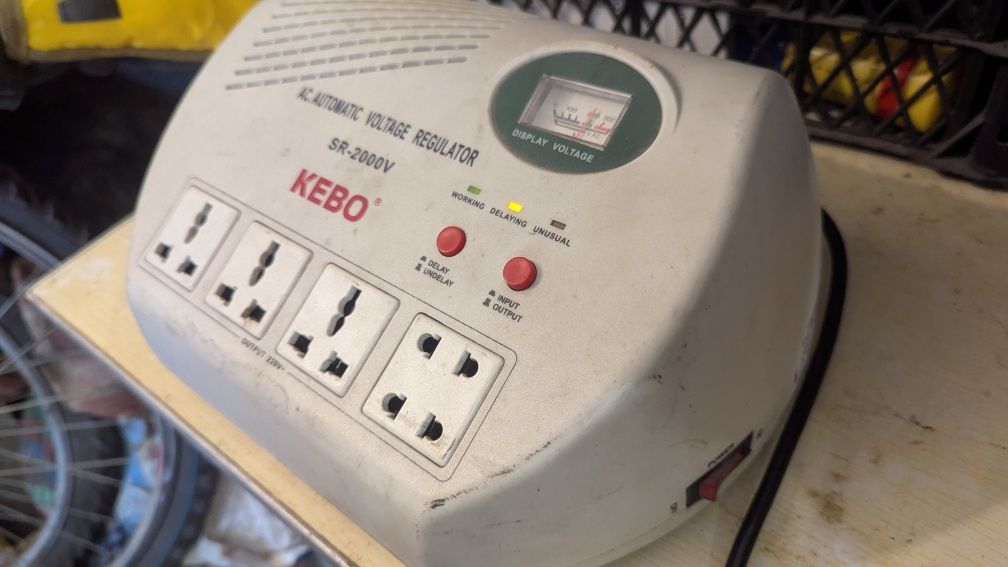 AC.AUTOMATIC VOLTAGE REGULATOR
SR-2000V
KEBO ®
DISPLAY VOLTAGE
WORKING DELAYING UNUSUAL
DELAY
UNDELAY
INPUT
OUTPUT
OUTPUT 220V~
POWER